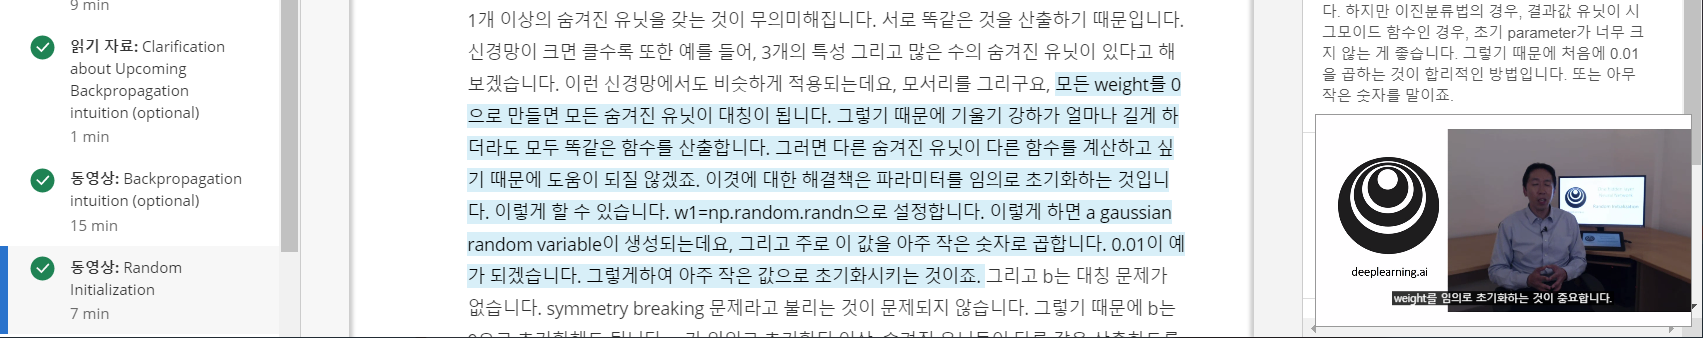 9 min
읽기 자료: Clarification
about Upcoming
Backpropagation
intuition (optional)
1 min
동영상: Backpropagation
intuition (optional)
15 min
동영상: Random
Initialization
7 min
1개 이상의 숨겨진 유닛을 갖는 것이 무의미해집니다. 서로 똑같은 것을 산출하기 때문입니다.
신경망이 크면 클수록 또한 예를 들어, 3개의 특성 그리고 많은 수의 숨겨진 유닛이 있다고 해
보겠습니다. 이런 신경망에서도 비슷하게 적용되는데요, 모서리를 그리구요, 모든 weight를 0
으로 만들면 모든 숨겨진 유닛이 대칭이 됩니다. 그렇기 때문에 기울기 강하가 얼마나 길게 하
더라도 모두 똑같은 함수를 산출합니다. 그러면 다른 숨겨진 유닛이 다른 함수를 계산하고 싶
기 때문에 도움이 되질 않겠죠. 이겻에 대한 해결책은 파라미터를 임의로 초기화하는 것입니
다. 이렇게 할 수 있습니다. w1=np.random.randn으로 설정합니다. 이렇게 하면 a gaussian
random variable이 생성되는데요, 그리고 주로 이 값을 아주 작은 숫자로 곱합니다. 0.01이 예
가 되겠습니다. 그렇게하여 아주 작은 값으로 초기화시키는 것이죠. 그리고 b는 대칭 문제가
없습니다. symmetry breaking 문제라고 불리는 것이 문제되지 않습니다. 그렇기 때문에 b는
다. 하지만 이진분류법의 경우, 결과값 유닛이 시
그모이드 함수인 경우, 초기 parameter가 너무 크
지 않는 게 좋습니다. 그렇기 때문에 처음에 0.01
을 곱하는 것이 합리적인 방법입니다. 또는 아무
작은 숫자를 말이죠.
deeplearning.ai
weight를 임의로 초기화하는 것이 중요합니다.